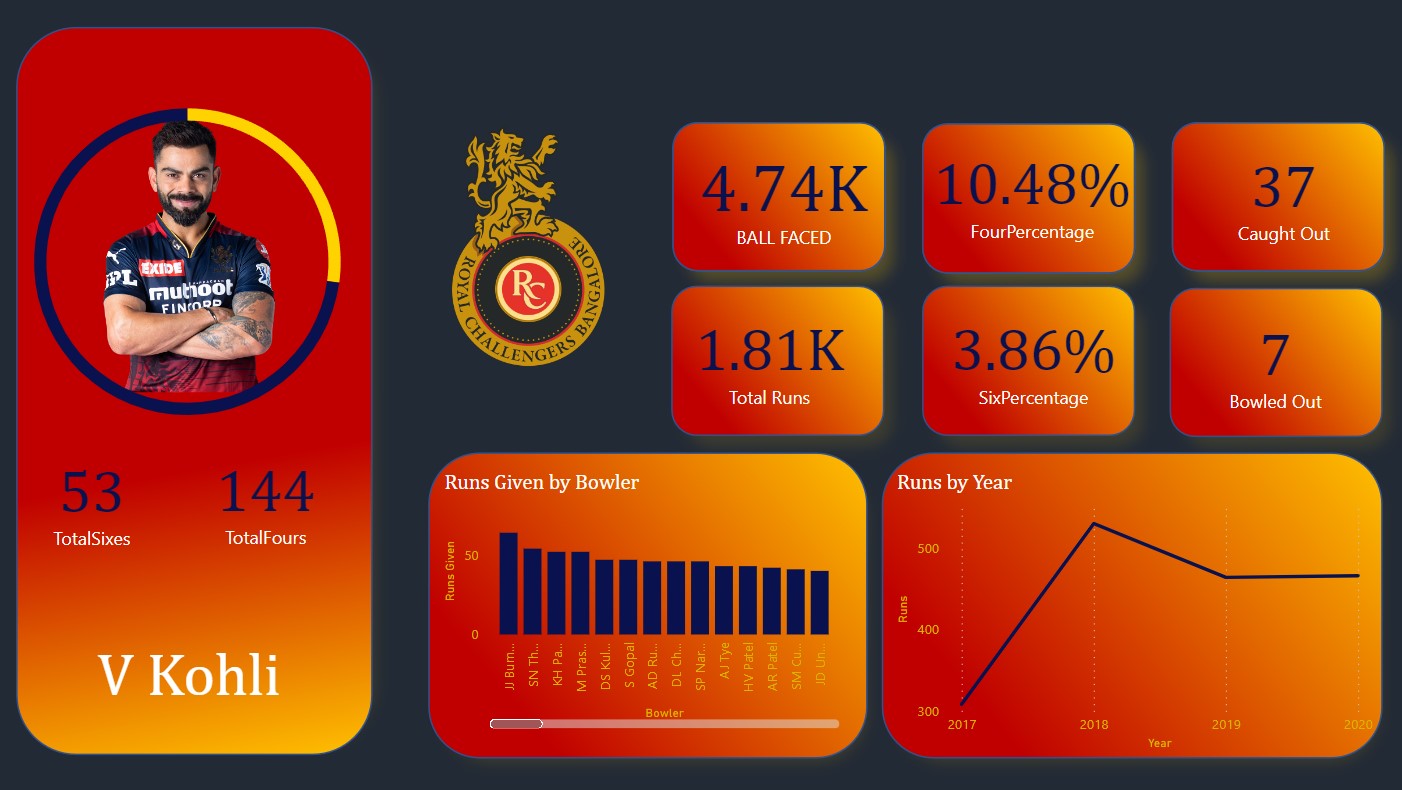 EXIDE
muthoot
FINCORP
53
TotalSixes
144
TotalFours
V Kohli
ROYAL CHALLENGERS BANGALORE
RC
4.74K
BALL FACED
10.48%
FourPercentage
37
Caught Out
1.81K
Total Runs
3.86%
SixPercentage
7
Bowled Out
Runs Given by Bowler
Runs Given
50
0
JJ Bum...
SN Th...
KH Pa...
M Pras...
DS Kul...
S Gopal
AD Ru...
DL Ch...
SP Nar...
AJ Tye
HV Patel
AR Patel
SM Cu...
JD Un...
Bowler
Runs by Year
Runs
500
400
300
2017
2018
2019
2020
Year